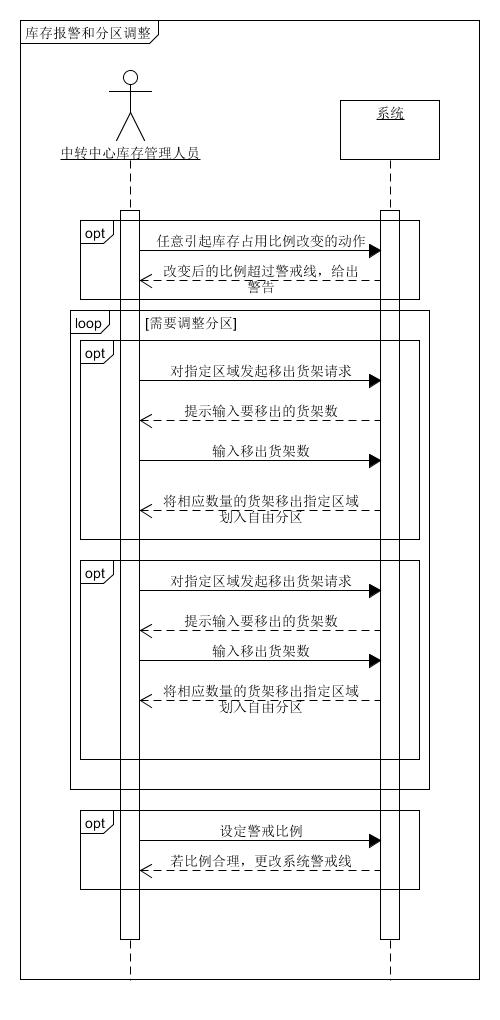 库存报警和分区调整
系统
中转中心库存管理人员
opt
任意引起库存占用比例改变的动作
改变后的比例超过警戒线，给出
警告
loop
[需要调整分区]
opt
对指定区域发起移出货架请求
提示输入要移出的货架数
输入移出货架数
将相应数量的货架移出指定区域
划入自由分区
opt
对指定区域发起移出货架请求
提示输入要移出的货架数
输入移出货架数
将相应数量的货架移出指定区域
划入自由分区
opt
设定警戒比例
若比例合理，更改系统警戒线